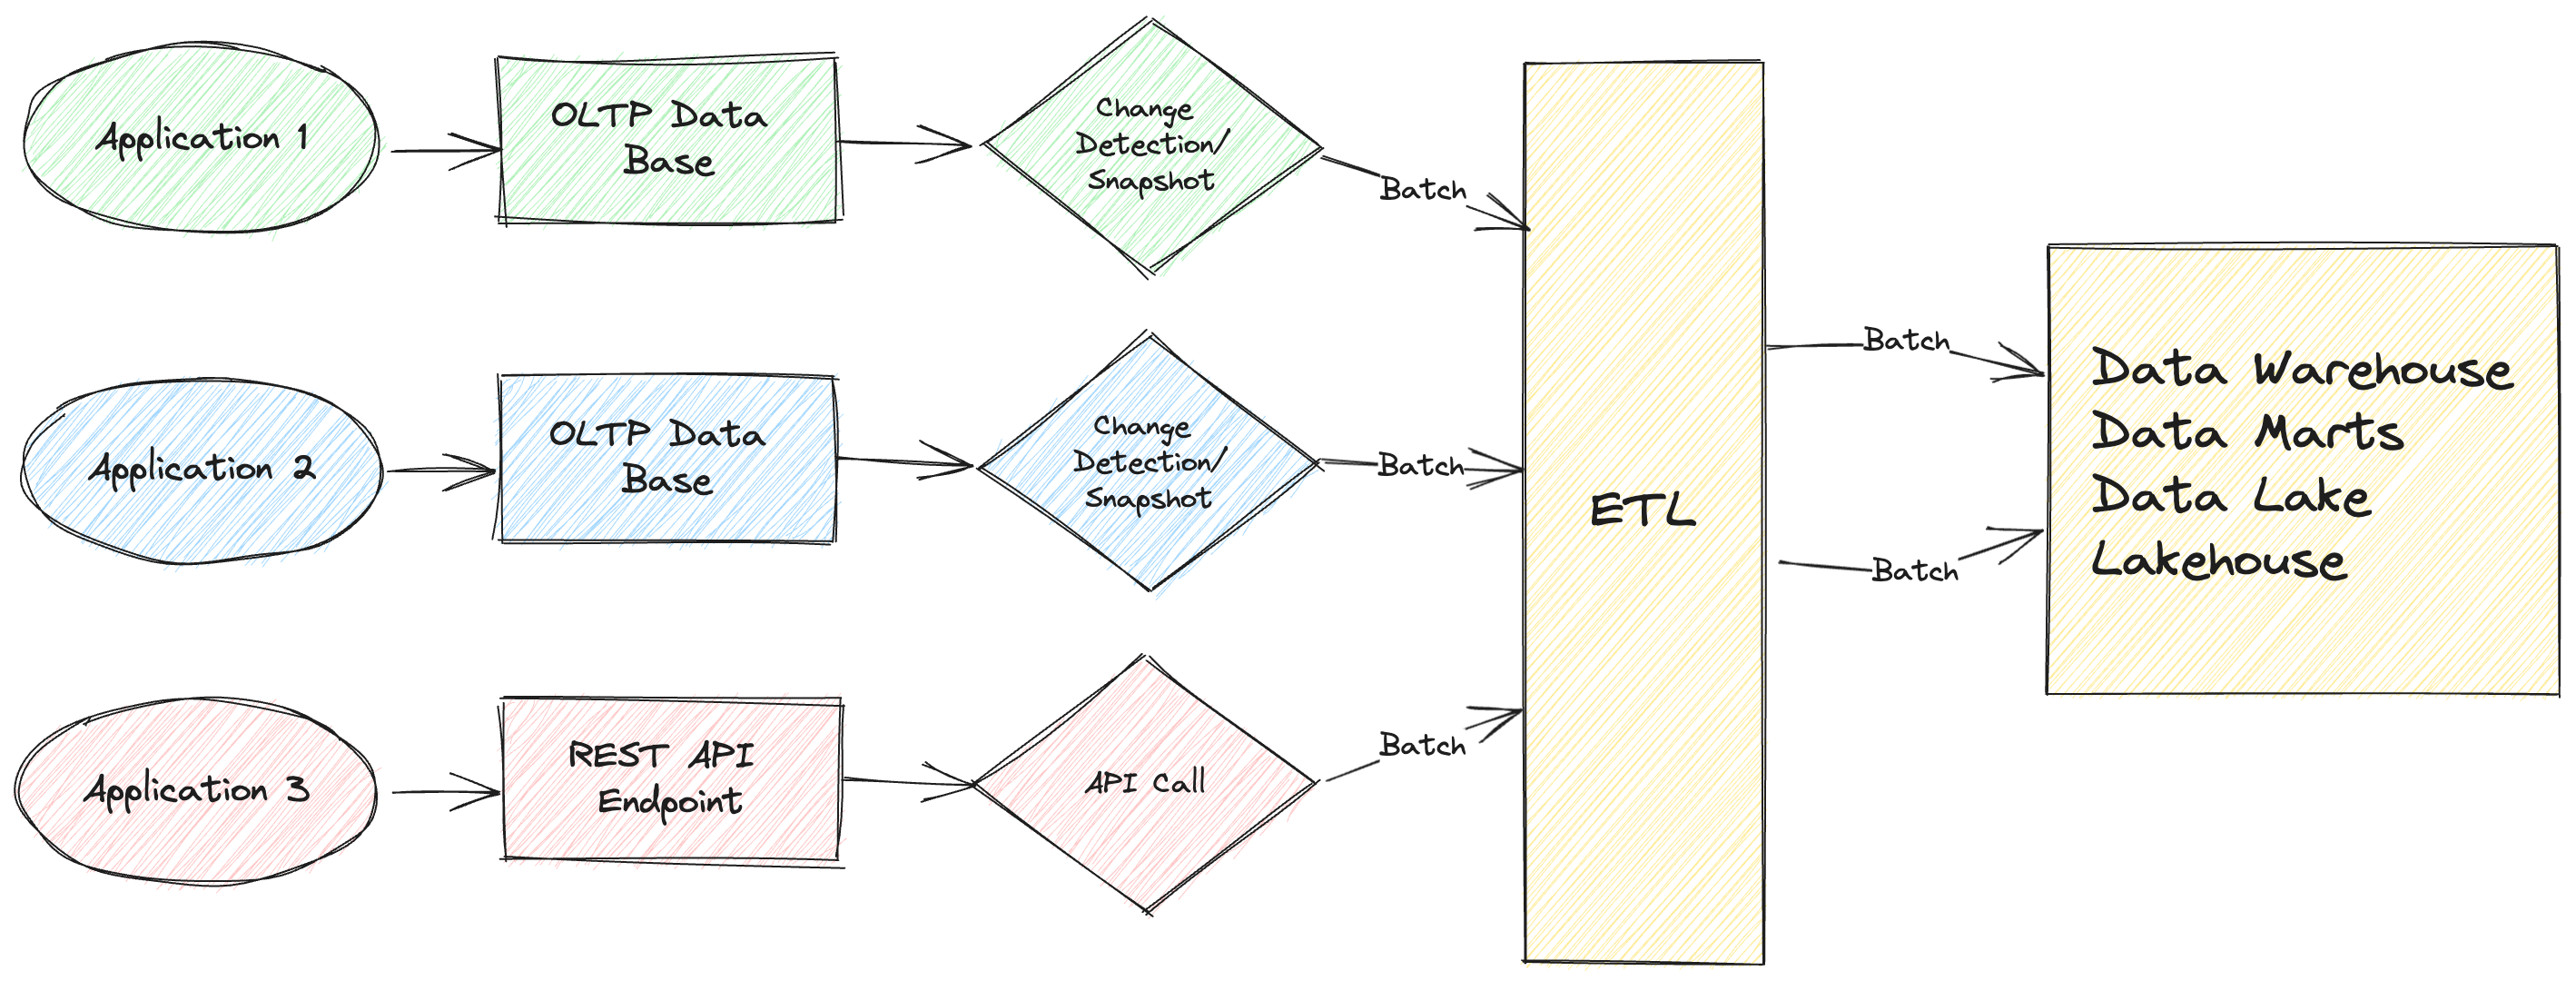 Application 1
OLTP Data
Base
Change
Detection/
Snapshot
Batch
Application 2
OLTP Data
Base
Change
Detection/
Snapshot
Batch
Application 3
REST API
Endpoint
API Call
Batch
ETL
Batch
Batch
Data Warehouse
Data Marts
Data Lake
Lakehouse